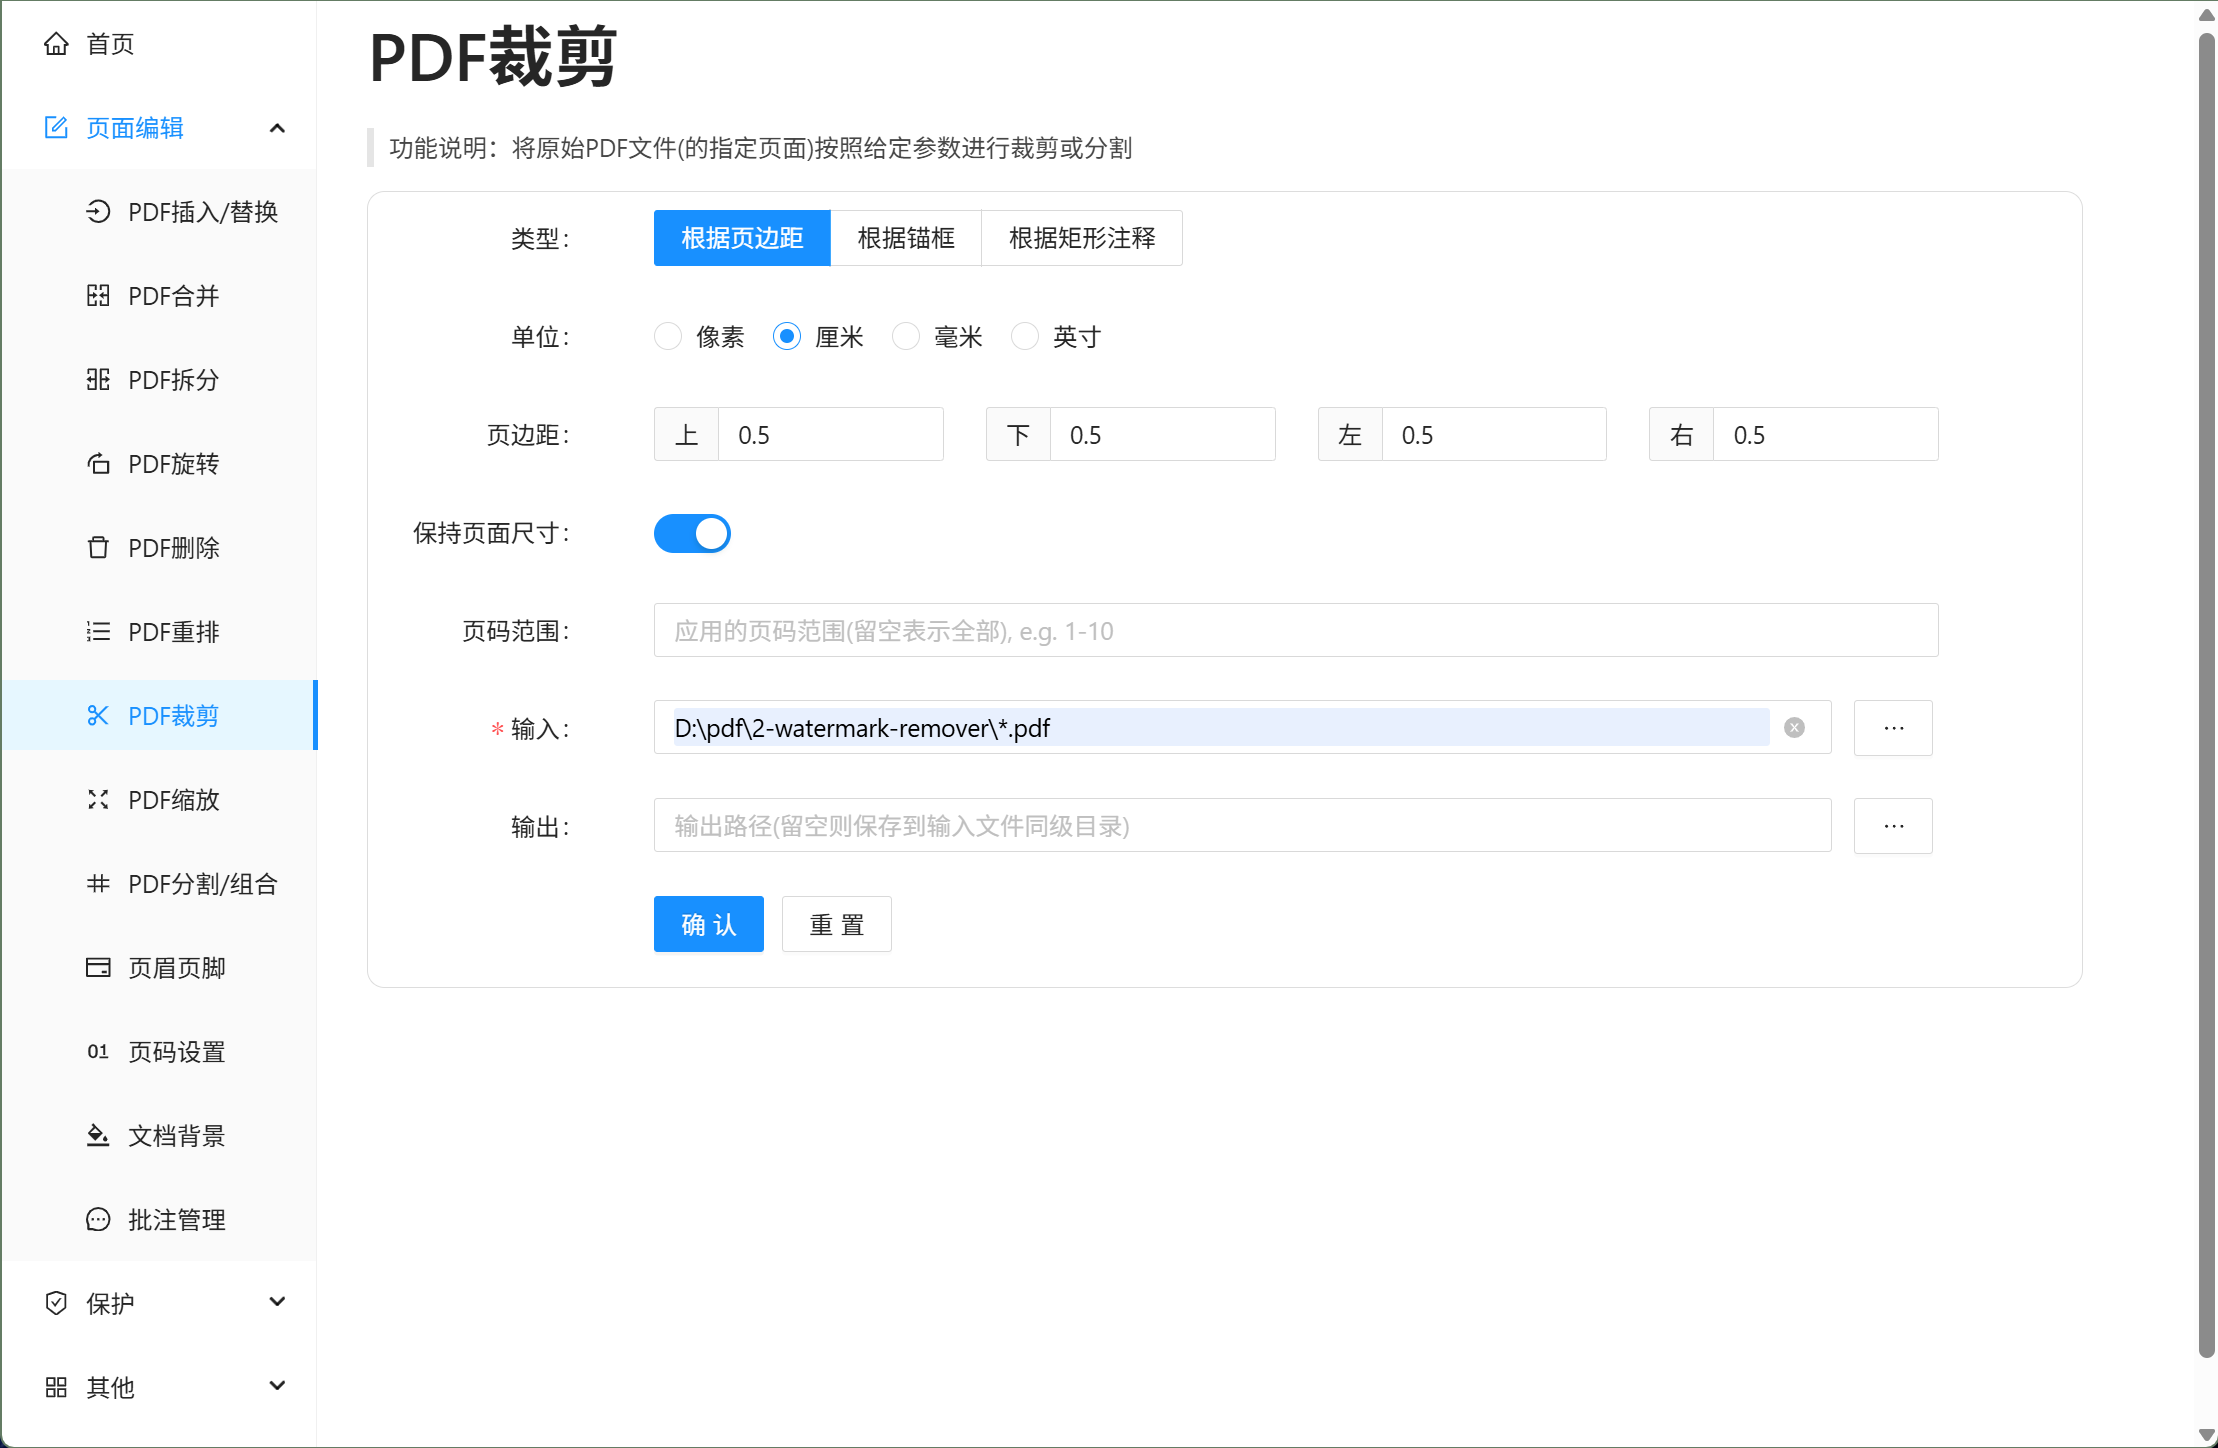 首页
页面编辑
PDF插入/替换
PDF合并
PDF拆分
PDF旋转
PDF删除
PDF重排
PDF裁剪
PDF缩放
PDF分割/组合
页眉页脚
01 页码设置
文档背景
批注管理
保护
其他
PDF裁剪
功能说明：将原始PDF文件(的指定页面)按照给定参数进行裁剪或分割
类型： 根据页边距 根据锚框 根据矩形注释
单位： 像素 厘米 毫米 英寸
页边距： 上 0.5 下 0.5 左 0.5 右 0.5
保持页面尺寸：
页码范围： 应用的页码范围(留空表示全部), e.g. 1-10
* 输入： D:\pdf\2-watermark-remover\*.pdf ···
输出： 输出路径(留空则保存到输入文件同级目录) ···
确 认 重 置